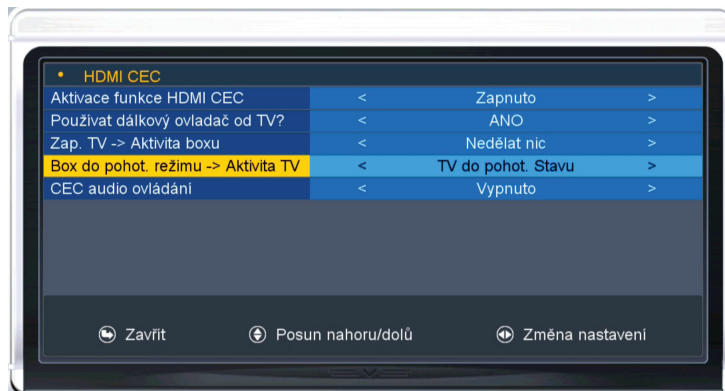 • HDMI CEC
Aktivace funkce HDMI CEC < Zapnuto >
Používat dálkový ovladač od TV? < ANO >
Zap. TV -> Aktivita boxu < Nedělat nic >
Box do pohot. režimu -> Aktivita TV < TV do pohot. Stavu >
CEC audio ovládání < Vypnuto >
Zavřít Posun nahoru/dolů Změna nastavení